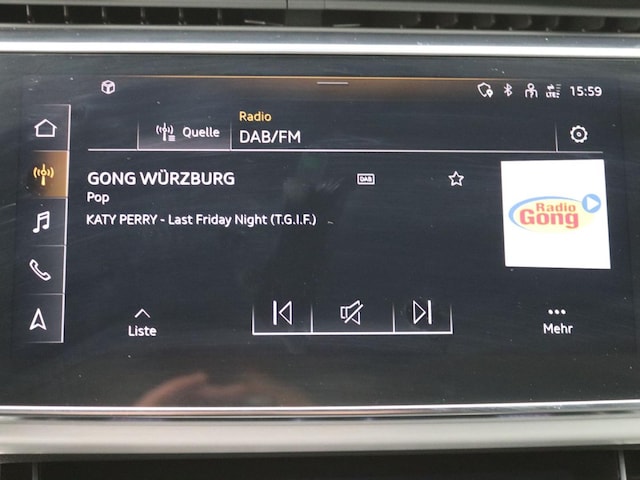 LTE 15:59
Radio
Quelle
DAB/FM
GONG WÜRZBURG
DAB
Pop
KATY PERRY - Last Friday Night (T.G.I.F.)
Radio
Gong
Liste
Mehr